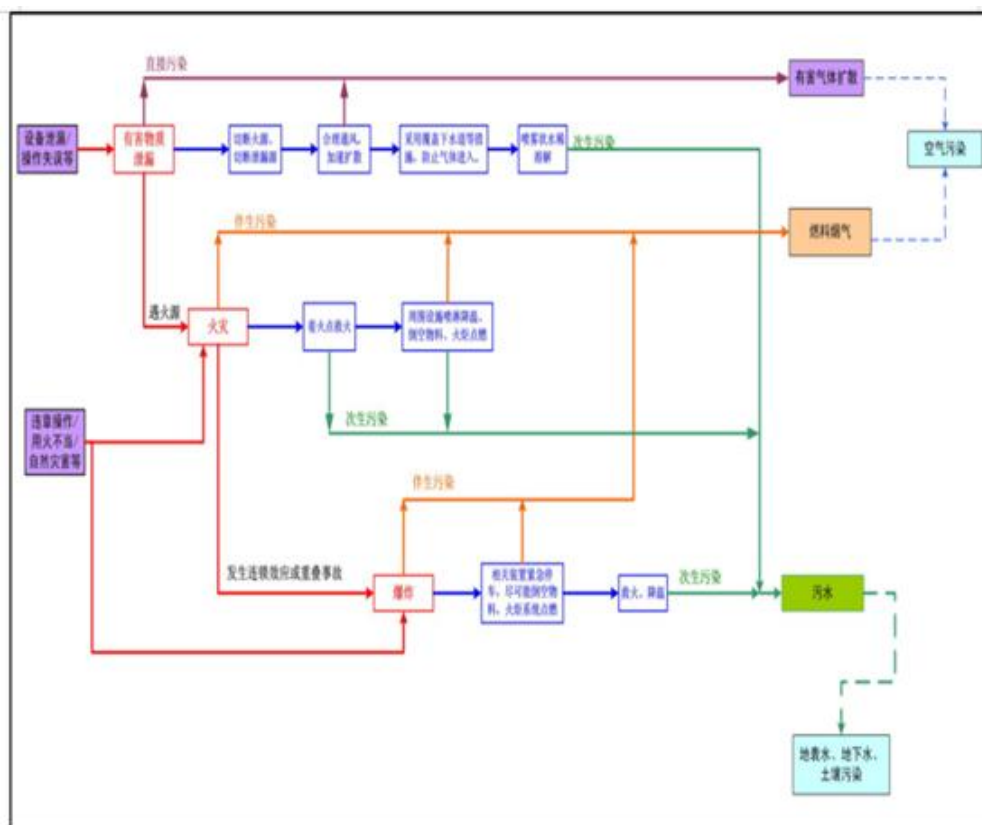 直接污染
有害气体扩散
设备泄漏/
操作失误等
有害物质
泄漏
切断火源、
切断泄漏源
合理通风,
加速扩散
采用覆盖下水道等措
施,防止气体进入。
喷雾状水稀
溶解
次生污染
空气污染
伴生污染
燃料烟气
遇火源
火灾
着火点救火
周围设施喷淋降温、
倒空物料、火炬点燃
违章操作/
用火不当/
自然灾害等
次生污染
伴生污染
发生连锁效应或重叠事故
爆炸
相关装置紧急停
车,尽可能倒空物
料,火炬系统点燃
救火、降温
次生污染
污水
地表水、地下水、
土壤污染